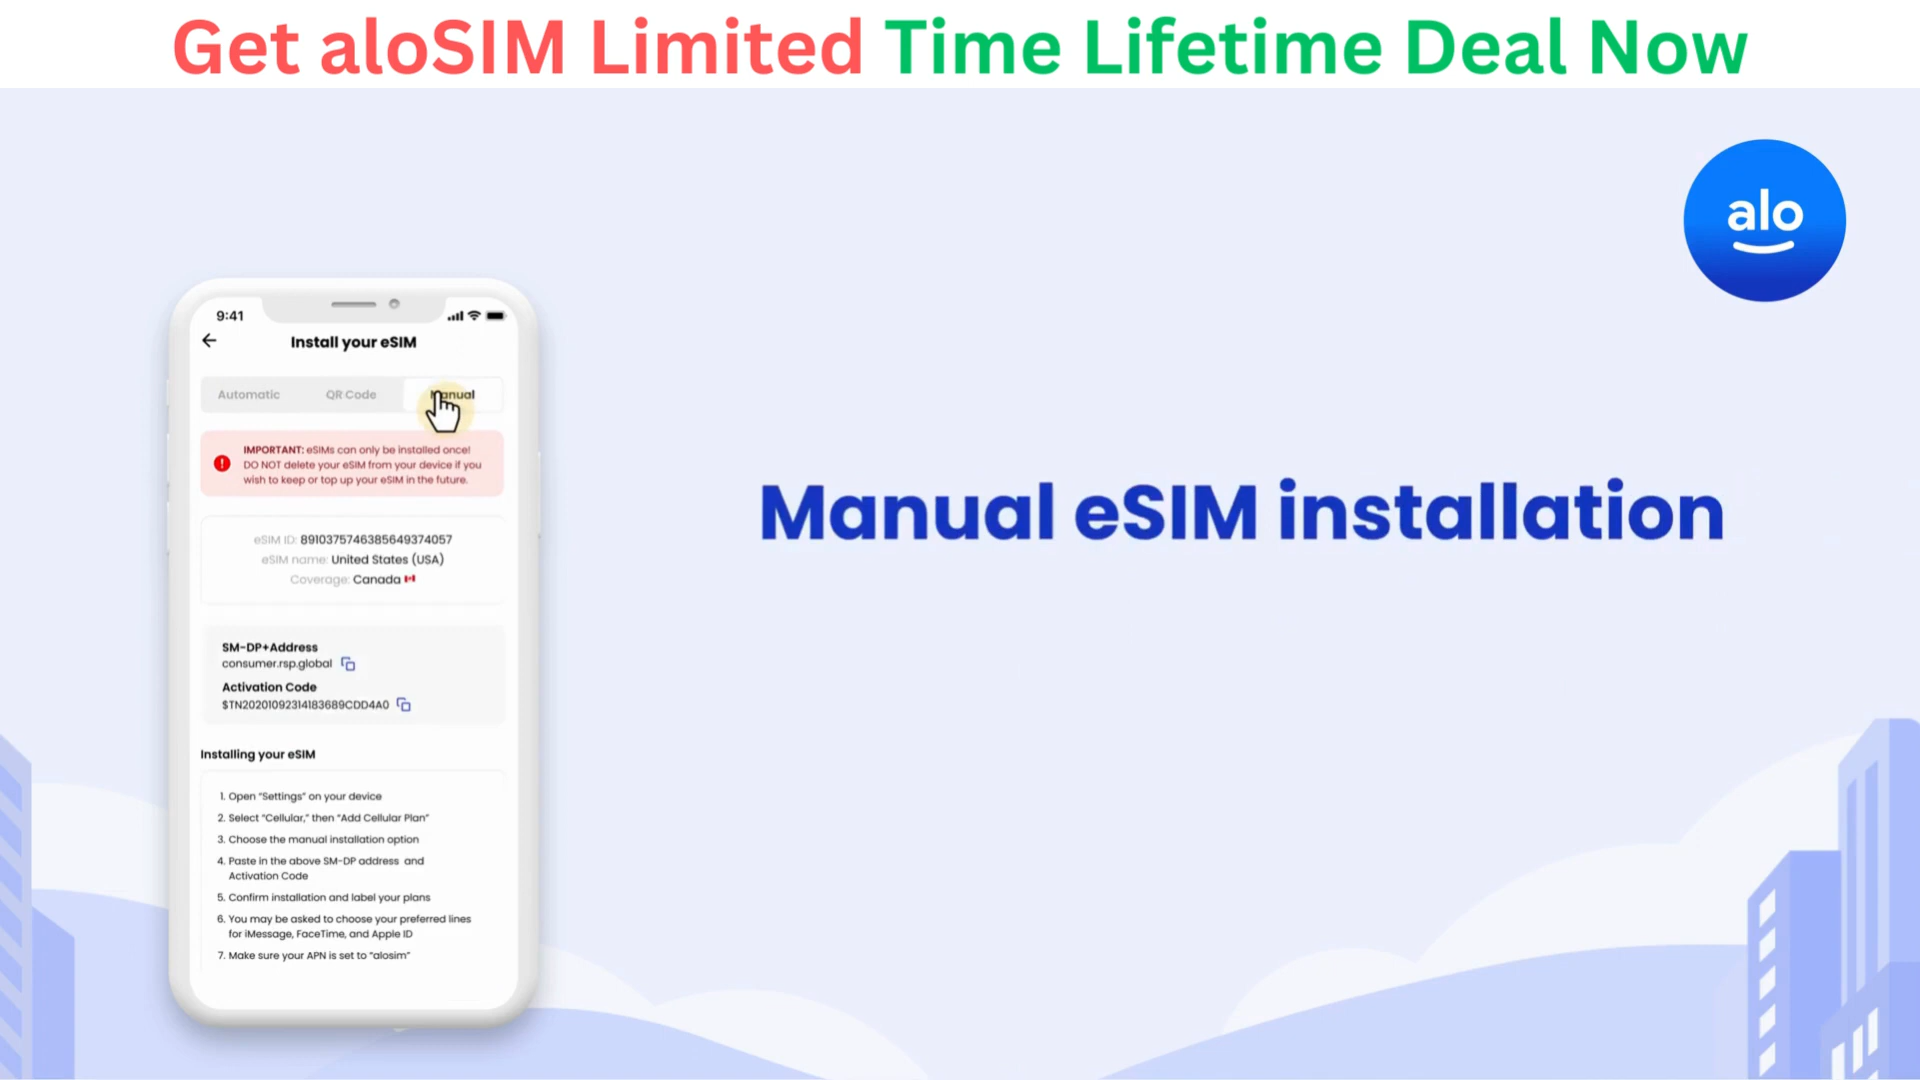 Get aloSIM Limited Time Lifetime Deal Now
alo
9:41
Install your eSIM
Automatic QR Code Manual
IMPORTANT: eSIMs can only be installed once!
DO NOT delete your eSIM from your device if you
wish to keep or top up your eSIM in the future.
eSIM ID: 8910375746385649374057
eSIM name: United States (USA)
Coverage: Canada
SM-DP+Address
consumer.rsp.global
Activation Code
$TN20201092314183689CDD4A0
Installing your eSIM
1. Open “Settings” on your device
2. Select “Cellular,” then “Add Cellular Plan”
3. Choose the manual installation option
4. Paste in the above SM-DP address and
Activation Code
5. Confirm installation and label your plans
6. You may be asked to choose your preferred lines
for iMessage, FaceTime, and Apple ID
7. Make sure your APN is set to “alosim”
Manual eSIM installation